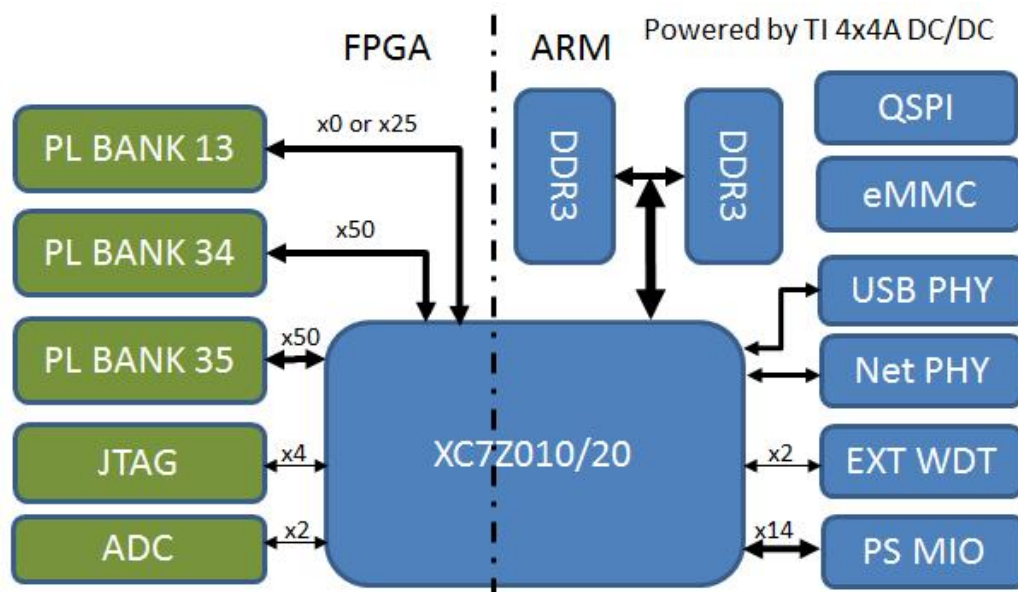 FPGA
ARM
Powered by TI 4x4A DC/DC
PL BANK 13
x0 or x25
DDR3
DDR3
QSPI
eMMC
PL BANK 34
x50
USB PHY
PL BANK 35
x50
Net PHY
JTAG
x4
XC7Z010/20
x2
EXT WDT
ADC
x2
x14
PS MIO